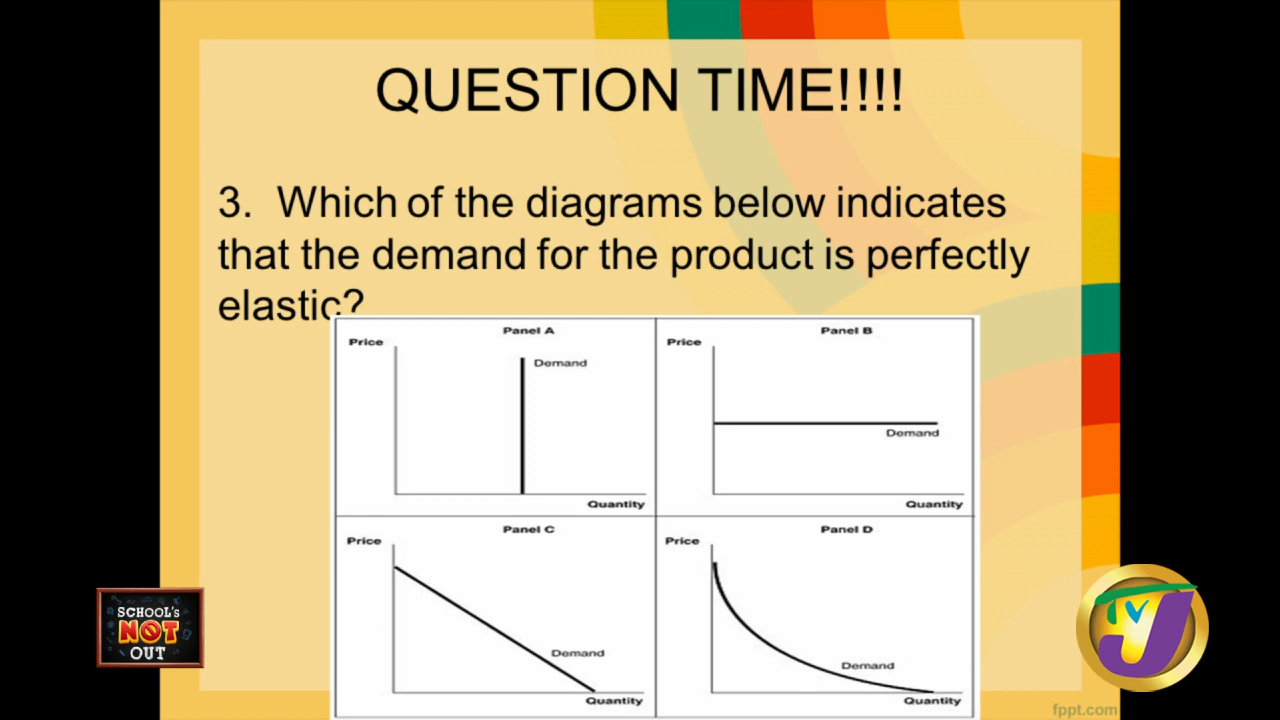 QUESTION TIME!!!!
3. Which of the diagrams below indicates
that the demand for the product is perfectly
elastic?
Panel A
Price
Demand
Quantity
Panel B
Price
Demand
Quantity
Panel C
Price
Demand
Quantity
Panel D
Price
Demand
Quantity
SCHOOL'S
NOT
OUT
TVJ
fppt.com